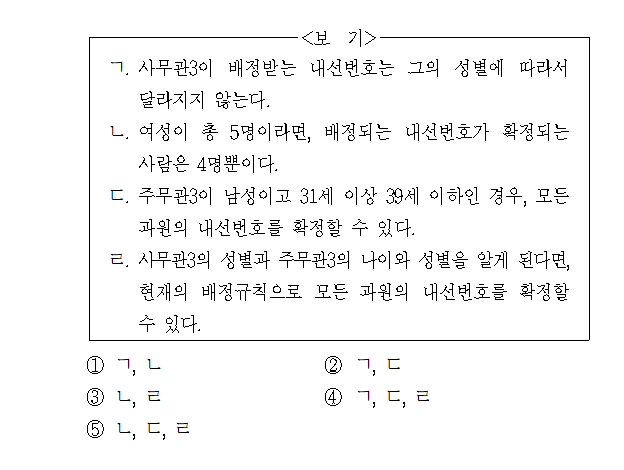 <보 기>
ㄱ. 사무관3이 배정받는 내선번호는 그의 성별에 따라서
달라지지 않는다.
ㄴ. 여성이 총 5명이라면, 배정되는 내선번호가 확정되는
사람은 4명뿐이다.
ㄷ. 주무관3이 남성이고 31세 이상 39세 이하인 경우, 모든
과원의 내선번호를 확정할 수 있다.
ㄹ. 사무관3의 성별과 주무관3의 나이와 성별을 알게 된다면,
현재의 배정규칙으로 모든 과원의 내선번호를 확정할
수 있다.
① ㄱ, ㄴ ② ㄱ, ㄷ
③ ㄴ, ㄹ ④ ㄱ, ㄷ, ㄹ
⑤ ㄴ, ㄷ, ㄹ